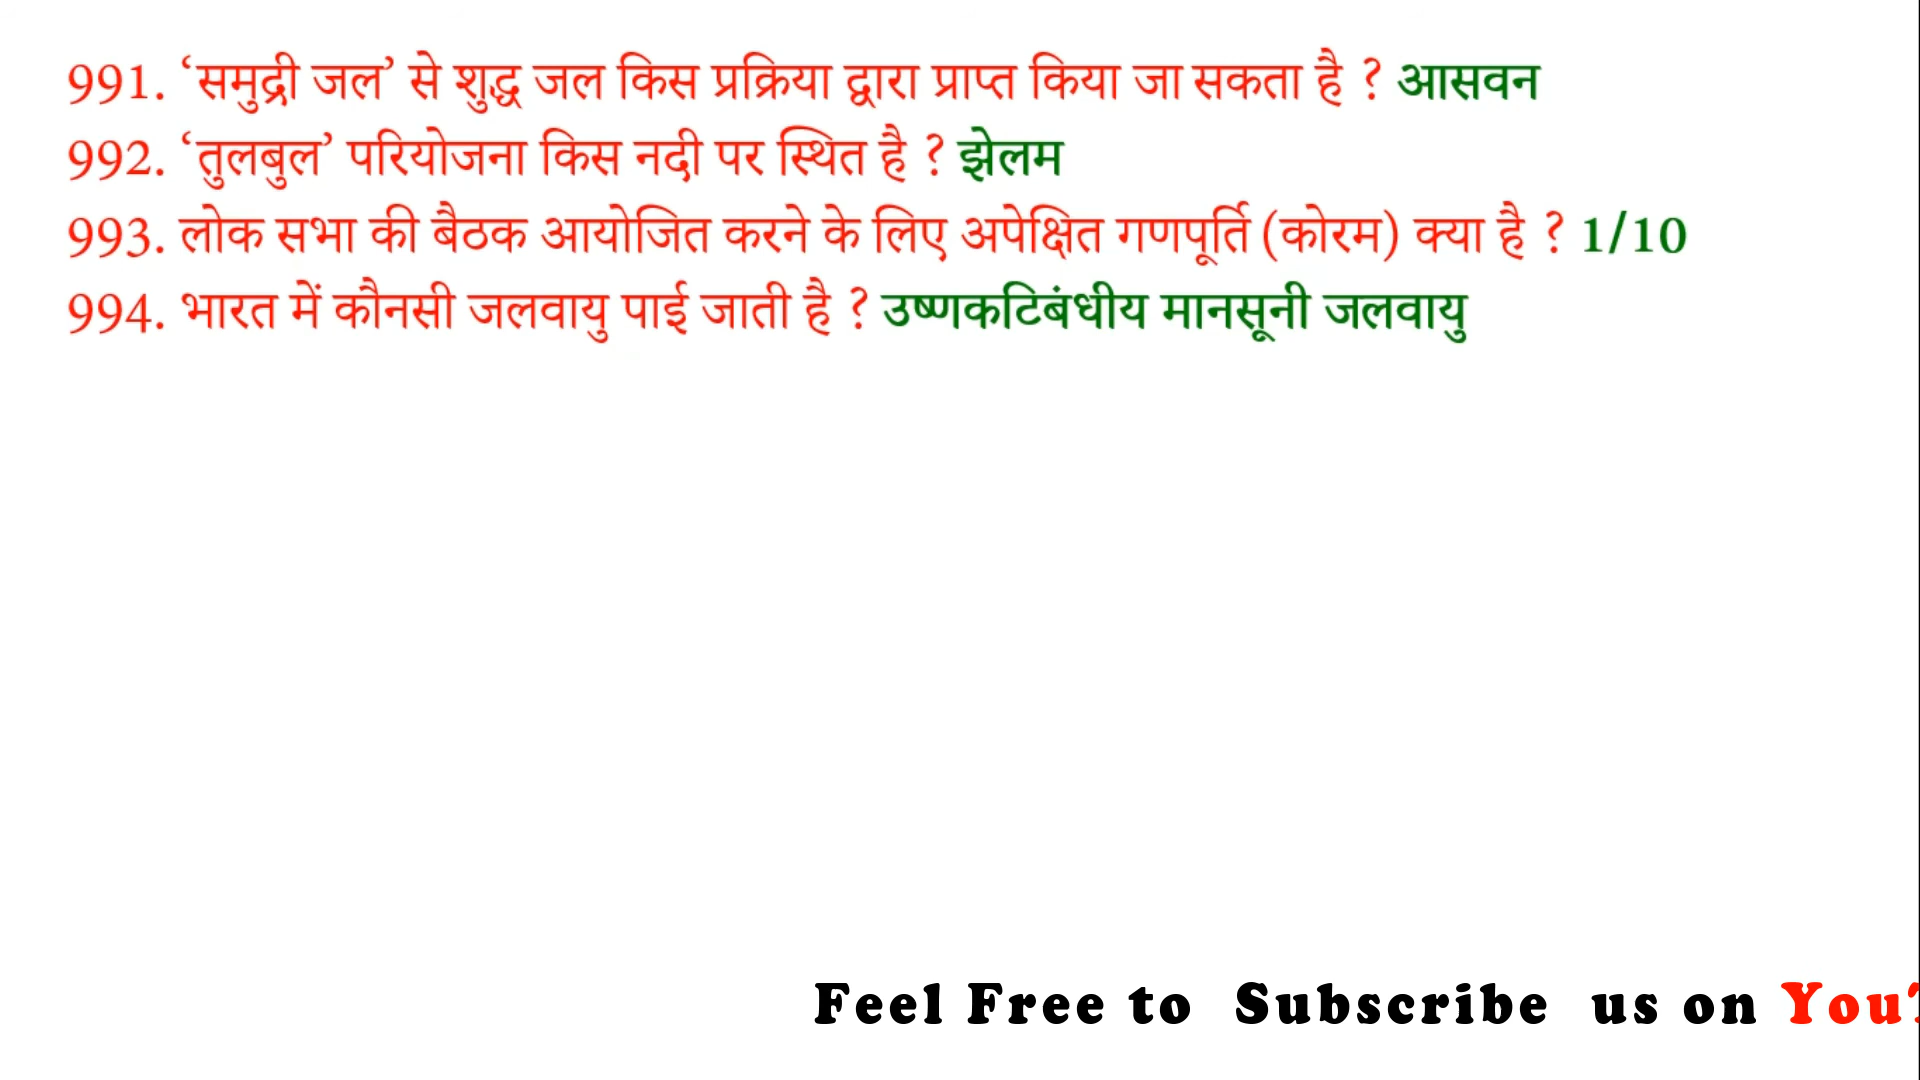 991. ‘समुद्री जल’ से शुद्ध जल किस प्रक्रिया द्वारा प्राप्त किया जा सकता है ? आसवन
992. ‘तुलबुल’ परियोजना किस नदी पर स्थित है ? झेलम
993. लोक सभा की बैठक आयोजित करने के लिए अपेक्षित गणपूर्ति (कोरम) क्या है ? 1/10
994. भारत में कौनसी जलवायु पाई जाती है ? उष्णकटिबंधीय मानसूनी जलवायु
Feel Free to Subscribe us on You